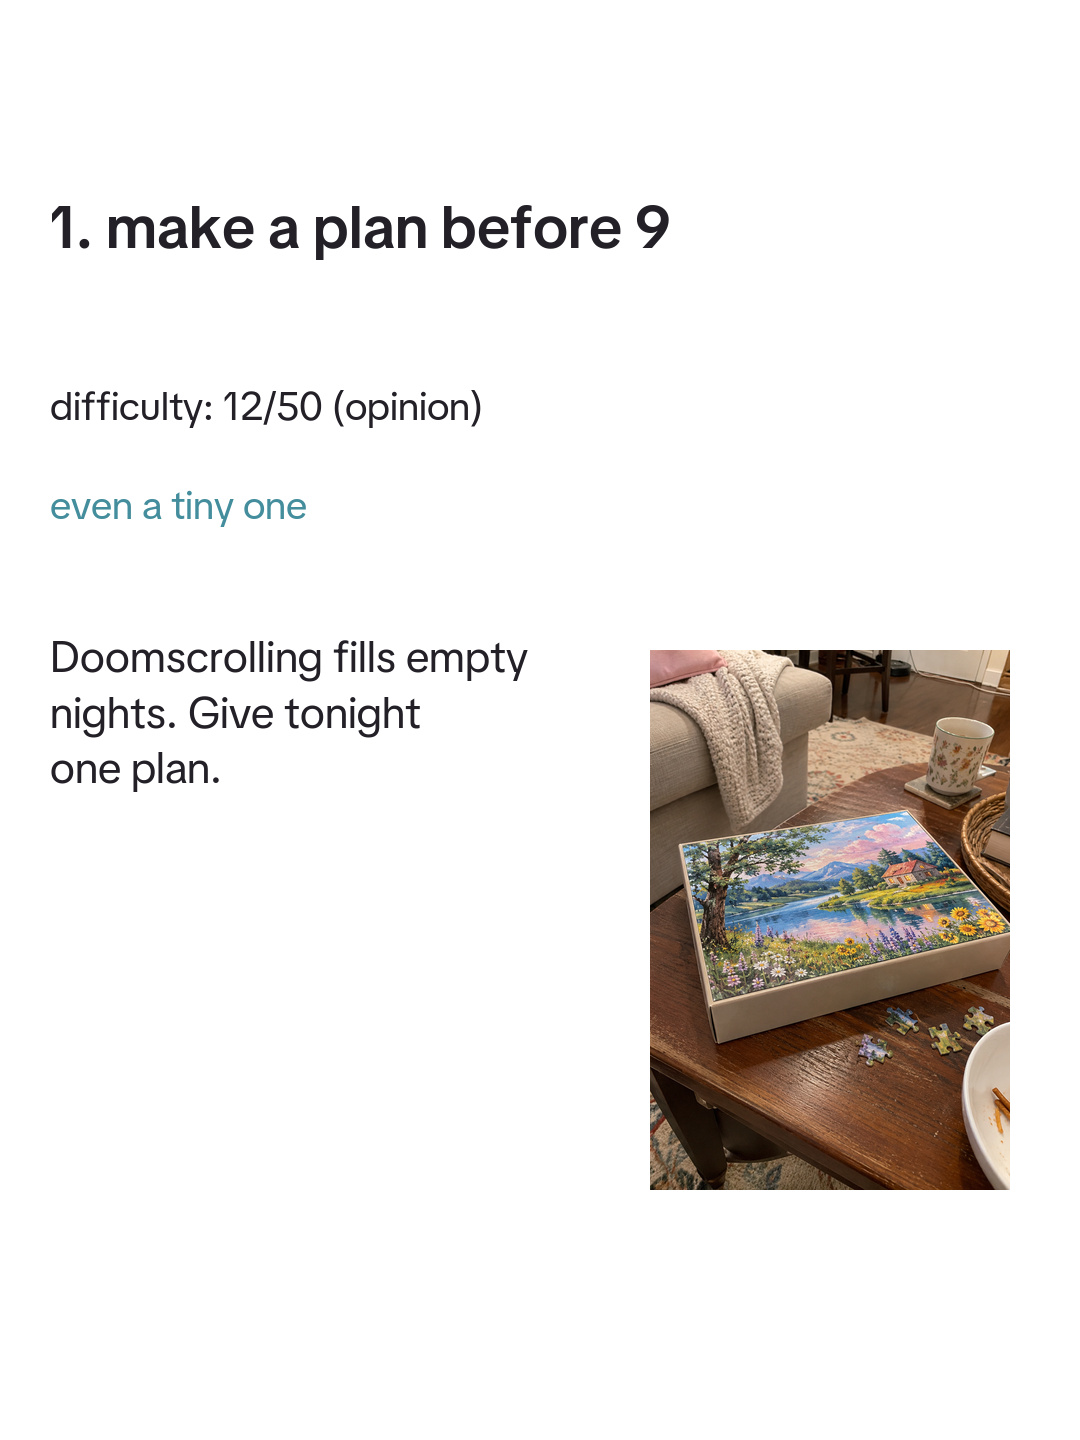 1. make a plan before 9
difficulty: 12/50 (opinion)
even a tiny one
Doomscrolling fills empty
nights. Give tonight
one plan.